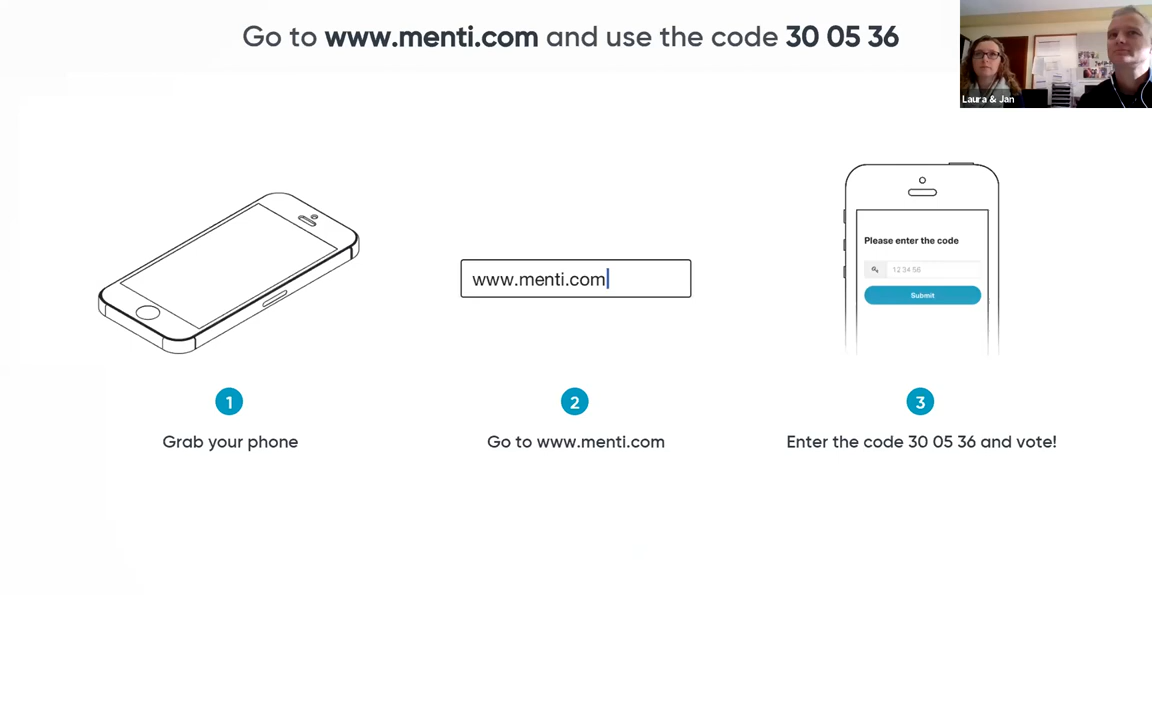 Go to www.menti.com and use the code 30 05 36
Laura & Jan
www.menti.com
Please enter the code
12 34 56
Submit
1
2
3
Grab your phone
Go to www.menti.com
Enter the code 30 05 36 and vote!